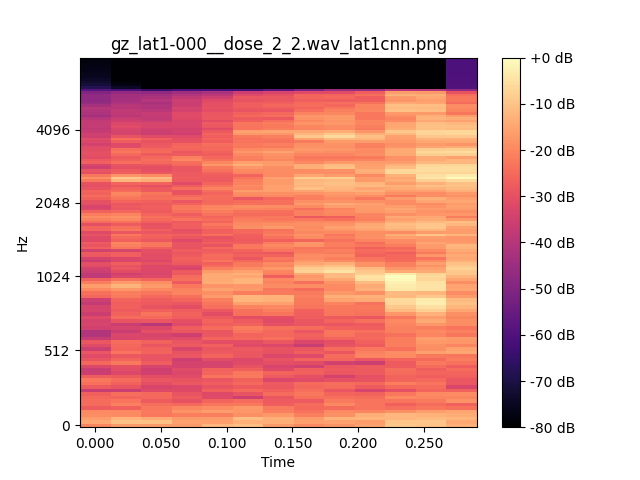 gz_lat1-000__dose_2_2.wav_lat1cnn.png
Hz
4096
2048
1024
512
0
0.000 0.050 0.100 0.150 0.200 0.250
Time
+0 dB
-10 dB
-20 dB
-30 dB
-40 dB
-50 dB
-60 dB
-70 dB
-80 dB